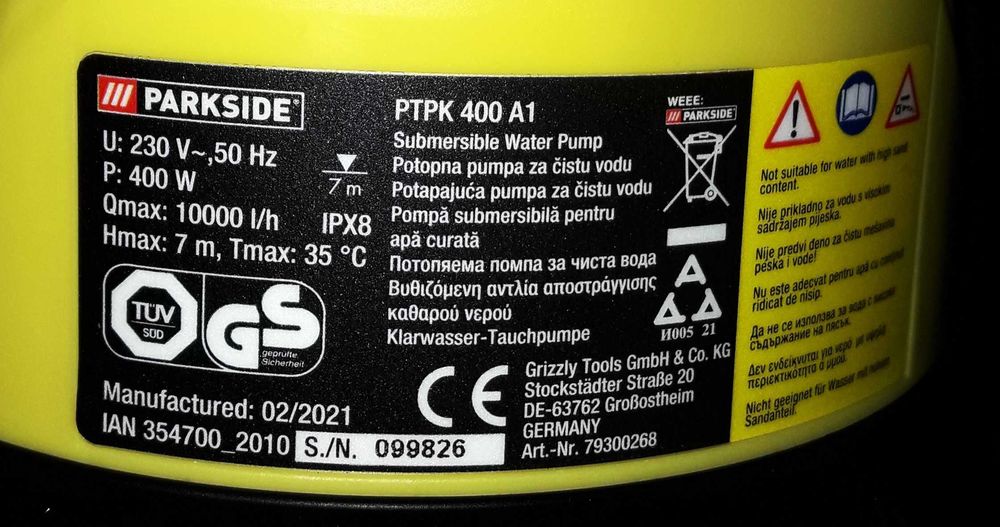 PARKSIDE®
U: 230 V~,50 Hz
P: 400 W
Qmax: 10000 l/h
Hmax: 7 m, Tmax: 35 °C
7 m
IPX8
TÜV
SÜD
GS
geprüfte
Sicherheit
Manufactured: 02/2021
IAN 354700_2010
S./N. 099826
PTPK 400 A1
Submersible Water Pump
Potopna pumpa za čistu vodu
Potapajuća pumpa za čistu vodu
Pompă submersibilă pentru
apă curată
Потопяема помпа за чиста вода
Βυθιζόμενη αντλία αποστράγγισης
καθαρού νερού
Klarwasser-Tauchpumpe
CE
Grizzly Tools GmbH & Co. KG
Stockstädter Straße 20
DE-63762 Großostheim
GERMANY
Art.-Nr. 79300268
WEEE:
PARKSIDE
И005 21
Not suitable for water with high sand
content.
Nije prikladno za vodu s visokim
sadržajem pijeska.
Nije predvi deno za čistu mešavinu
peska i vode!
Nu este adecvat pentru apă cu conținut
ridicat de nisip.
Да не се използва за вода с високо
съдържание на пясък.
Δεν ενδείκνυται για νερό με υψηλή
περιεκτικότητα σ άμμου.
Nicht geeignet für Wasser mit hohem
Sandanteil.